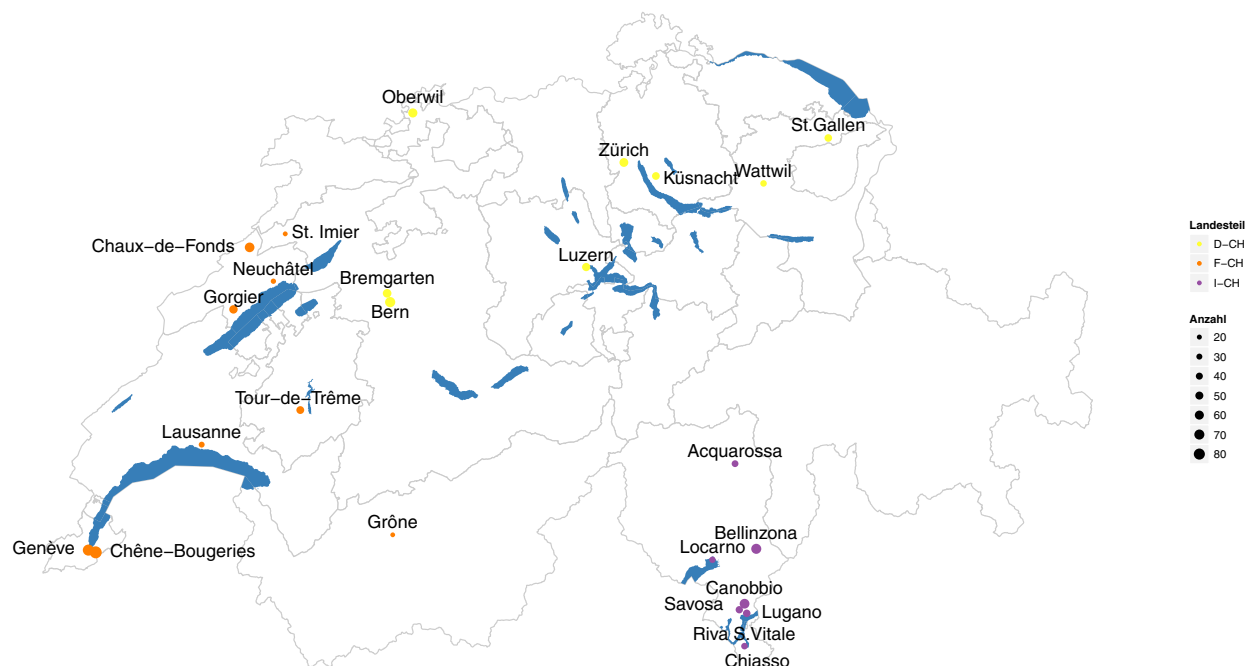 Oberwil
St.Gallen
Zürich
Küsnacht
Wattwil
St. Imier
Chaux–de–Fonds
Luzern
Neuchâtel
Bremgarten
Gorgier
Bern
Tour–de–Trême
Lausanne
Acquarossa
Grône
Bellinzona
Locarno
Genève
Chêne–Bougeries
Canobbio
Savosa
Lugano
Riva S.Vitale
Chiasso
Landesteil
D–CH
F–CH
I–CH
Anzahl
20
30
40
50
60
70
80